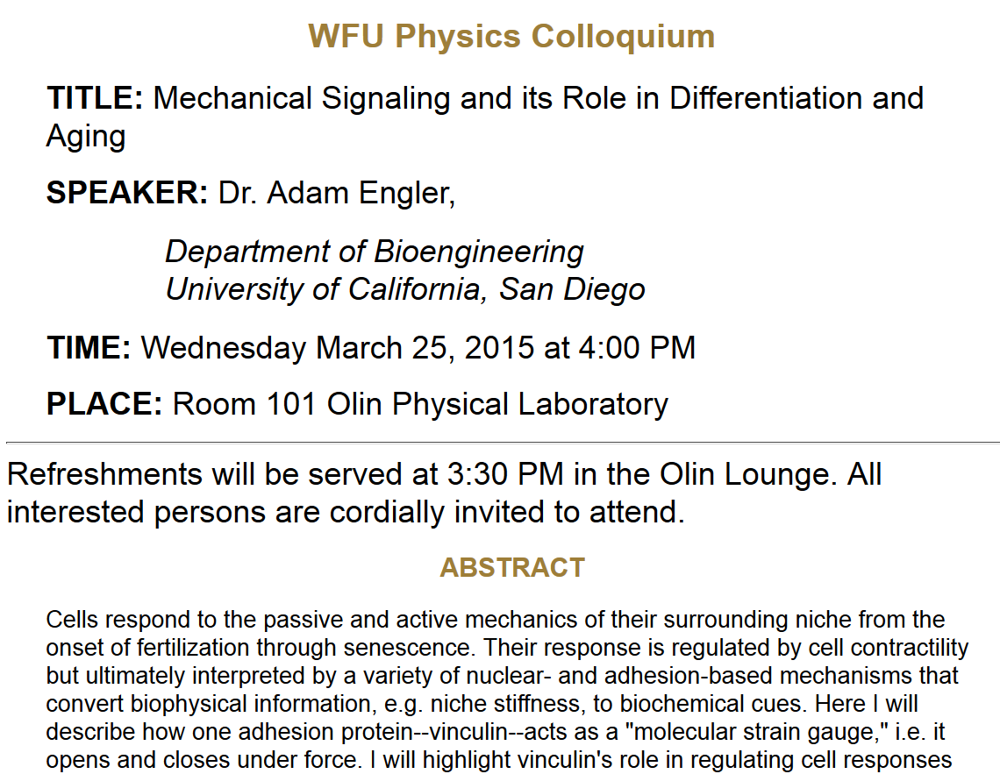 WFU Physics Colloquium
TITLE: Mechanical Signaling and its Role in Differentiation and
Aging
SPEAKER: Dr. Adam Engler,
Department of Bioengineering
University of California, San Diego
TIME: Wednesday March 25, 2015 at 4:00 PM
PLACE: Room 101 Olin Physical Laboratory
Refreshments will be served at 3:30 PM in the Olin Lounge. All
interested persons are cordially invited to attend.
ABSTRACT
Cells respond to the passive and active mechanics of their surrounding niche from the
onset of fertilization through senescence. Their response is regulated by cell contractility
but ultimately interpreted by a variety of nuclear- and adhesion-based mechanisms that
convert biophysical information, e.g. niche stiffness, to biochemical cues. Here I will
describe how one adhesion protein--vinculin--acts as a "molecular strain gauge," i.e. it
opens and closes under force. I will highlight vinculin's role in regulating cell responses